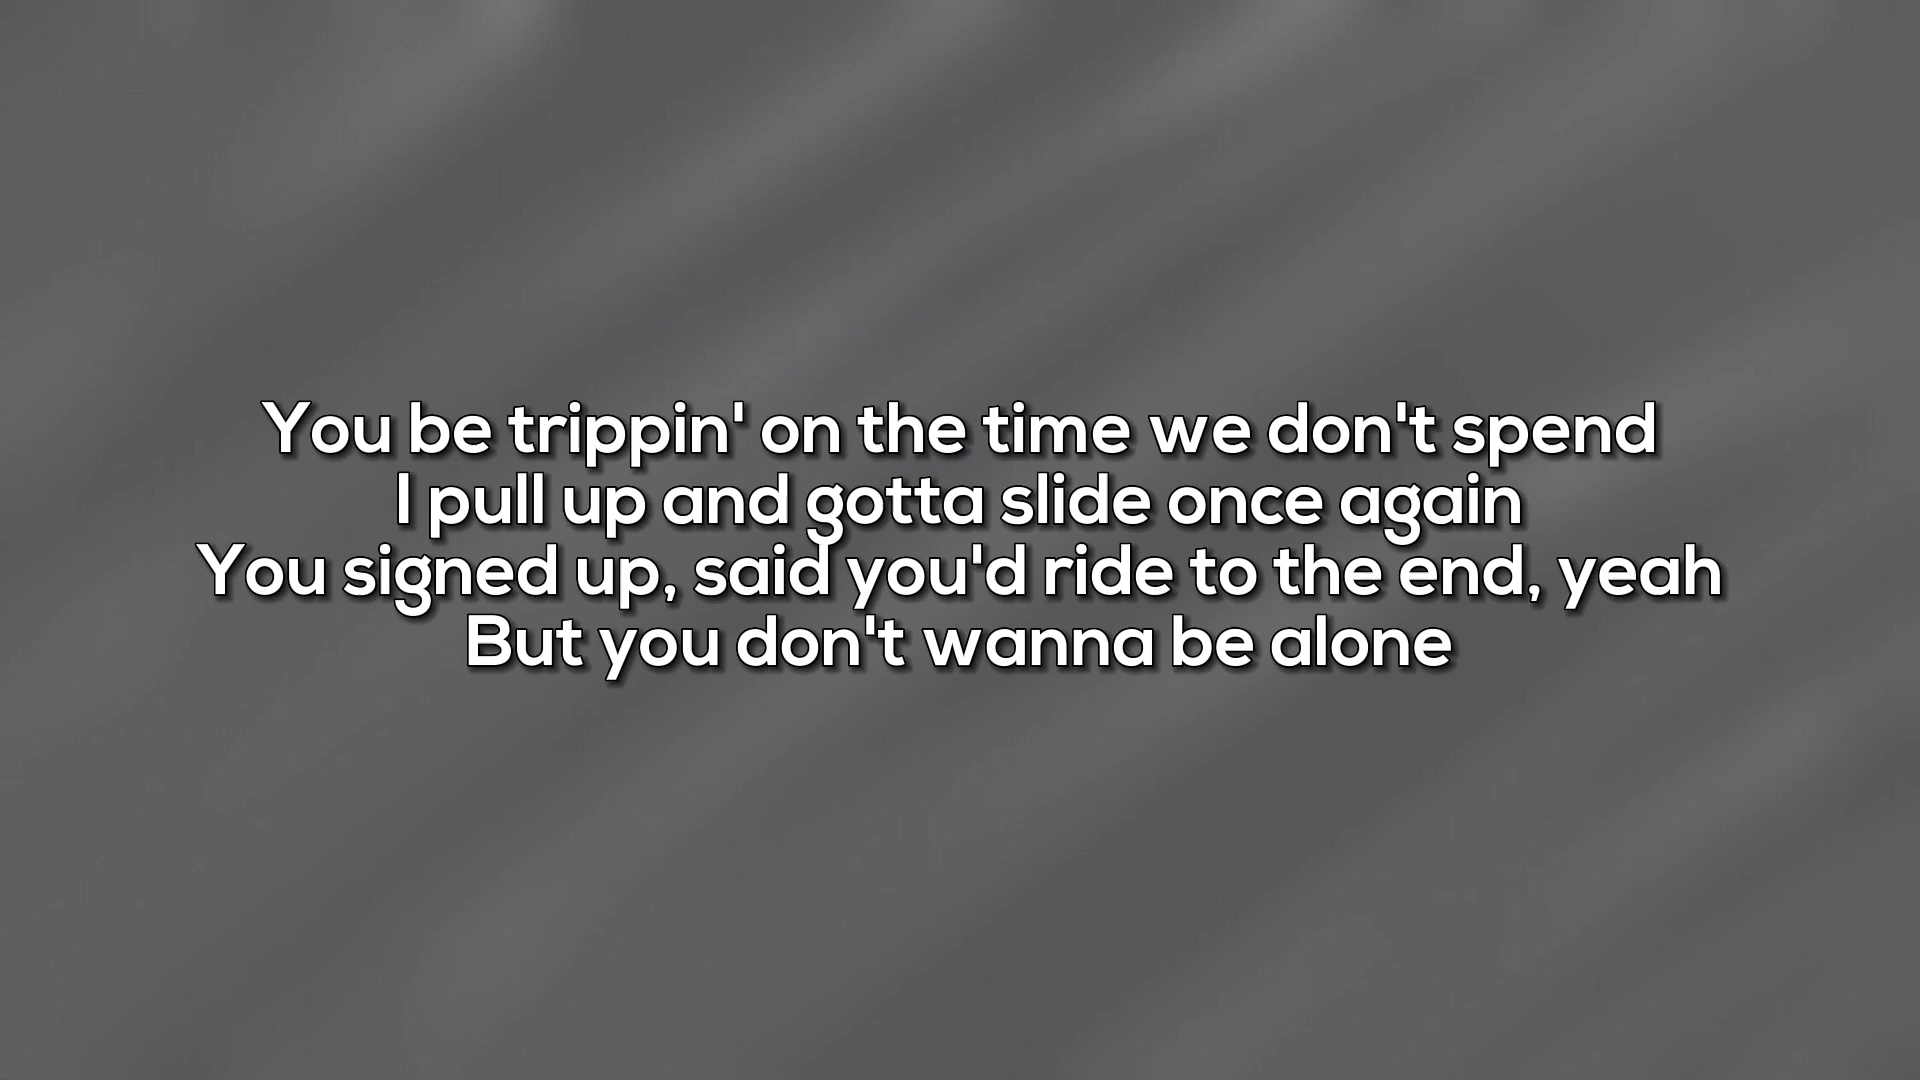 You be trippin' on the time we don't spend
I pull up and gotta slide once again
You signed up, said you'd ride to the end, yeah
But you don't wanna be alone